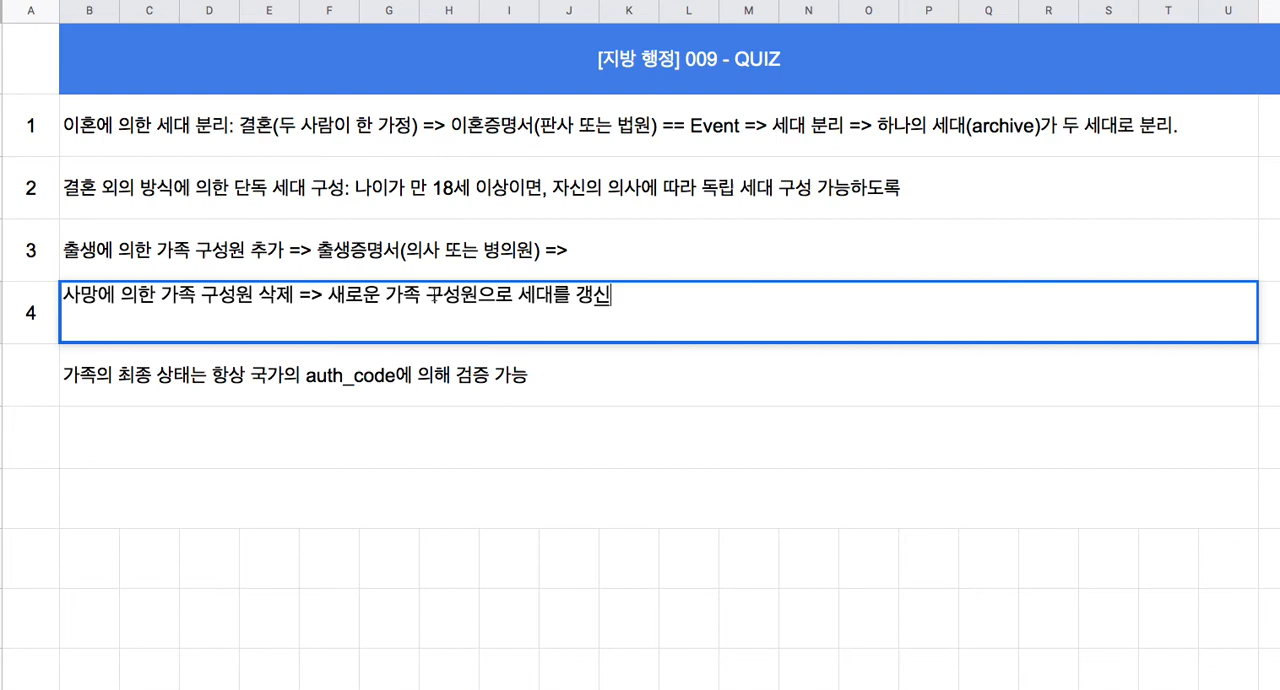 A B C D E F G H I J K L M N O P Q R S T U
[지방 행정] 009 - QUIZ
1 이혼에 의한 세대 분리: 결혼(두 사람이 한 가정) => 이혼증명서(판사 또는 법원) == Event => 세대 분리 => 하나의 세대(archive)가 두 세대로 분리.
2 결혼 외의 방식에 의한 단독 세대 구성: 나이가 만 18세 이상이면, 자신의 의사에 따라 독립 세대 구성 가능하도록
3 출생에 의한 가족 구성원 추가 => 출생증명서(의사 또는 병의원) =>
4 사망에 의한 가족 구성원 삭제 => 새로운 가족 구성원으로 세대를 갱신
가족의 최종 상태는 항상 국가의 auth_code에 의해 검증 가능